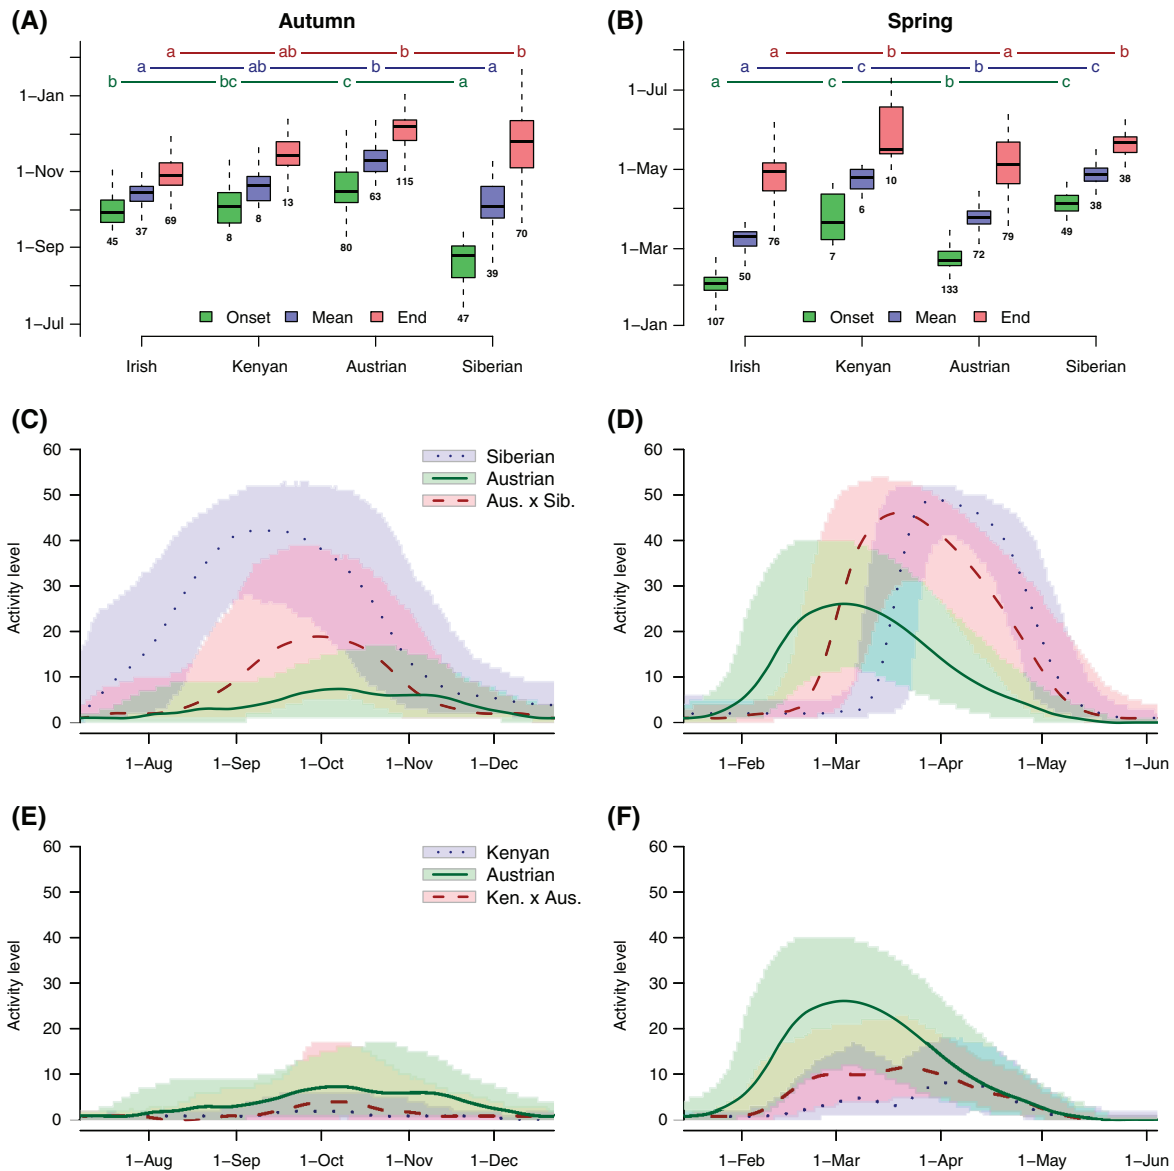 (A) Autumn
a ab b b
a ab b a
b bc c a
1–Jan
1–Nov
1–Sep
1–Jul
45 37 69 8 8 13 80 63 115 47 39 70
Onset Mean End
Irish Kenyan Austrian Siberian
(B) Spring
a b a b
a c b c
a c b c
1–Jul
1–May
1–Mar
1–Jan
107 50 76 7 6 10 133 72 79 49 38 38
Onset Mean End
Irish Kenyan Austrian Siberian
(C)
Siberian
Austrian
Aus. x Sib.
Activity level
60
50
40
30
20
10
0
1–Aug 1–Sep 1–Oct 1–Nov 1–Dec
(D)
Activity level
60
50
40
30
20
10
0
1–Feb 1–Mar 1–Apr 1–May 1–Jun
(E)
Kenyan
Austrian
Ken. x Aus.
Activity level
60
50
40
30
20
10
0
1–Aug 1–Sep 1–Oct 1–Nov 1–Dec
(F)
Activity level
60
50
40
30
20
10
0
1–Feb 1–Mar 1–Apr 1–May 1–Jun